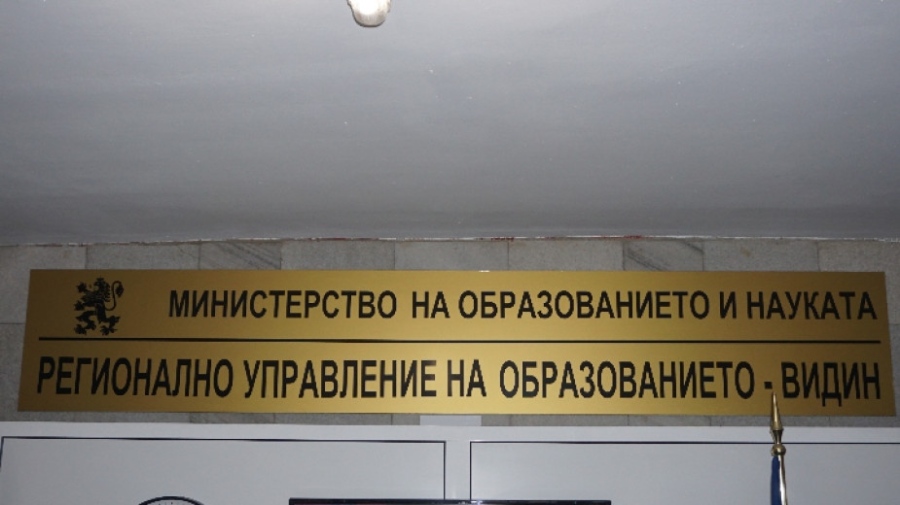 МИНИСТЕРСТВО НА ОБРАЗОВАНИЕТО И НАУКАТА
РЕГИОНАЛНО УПРАВЛЕНИЕ НА ОБРАЗОВАНИЕТО - ВИДИН